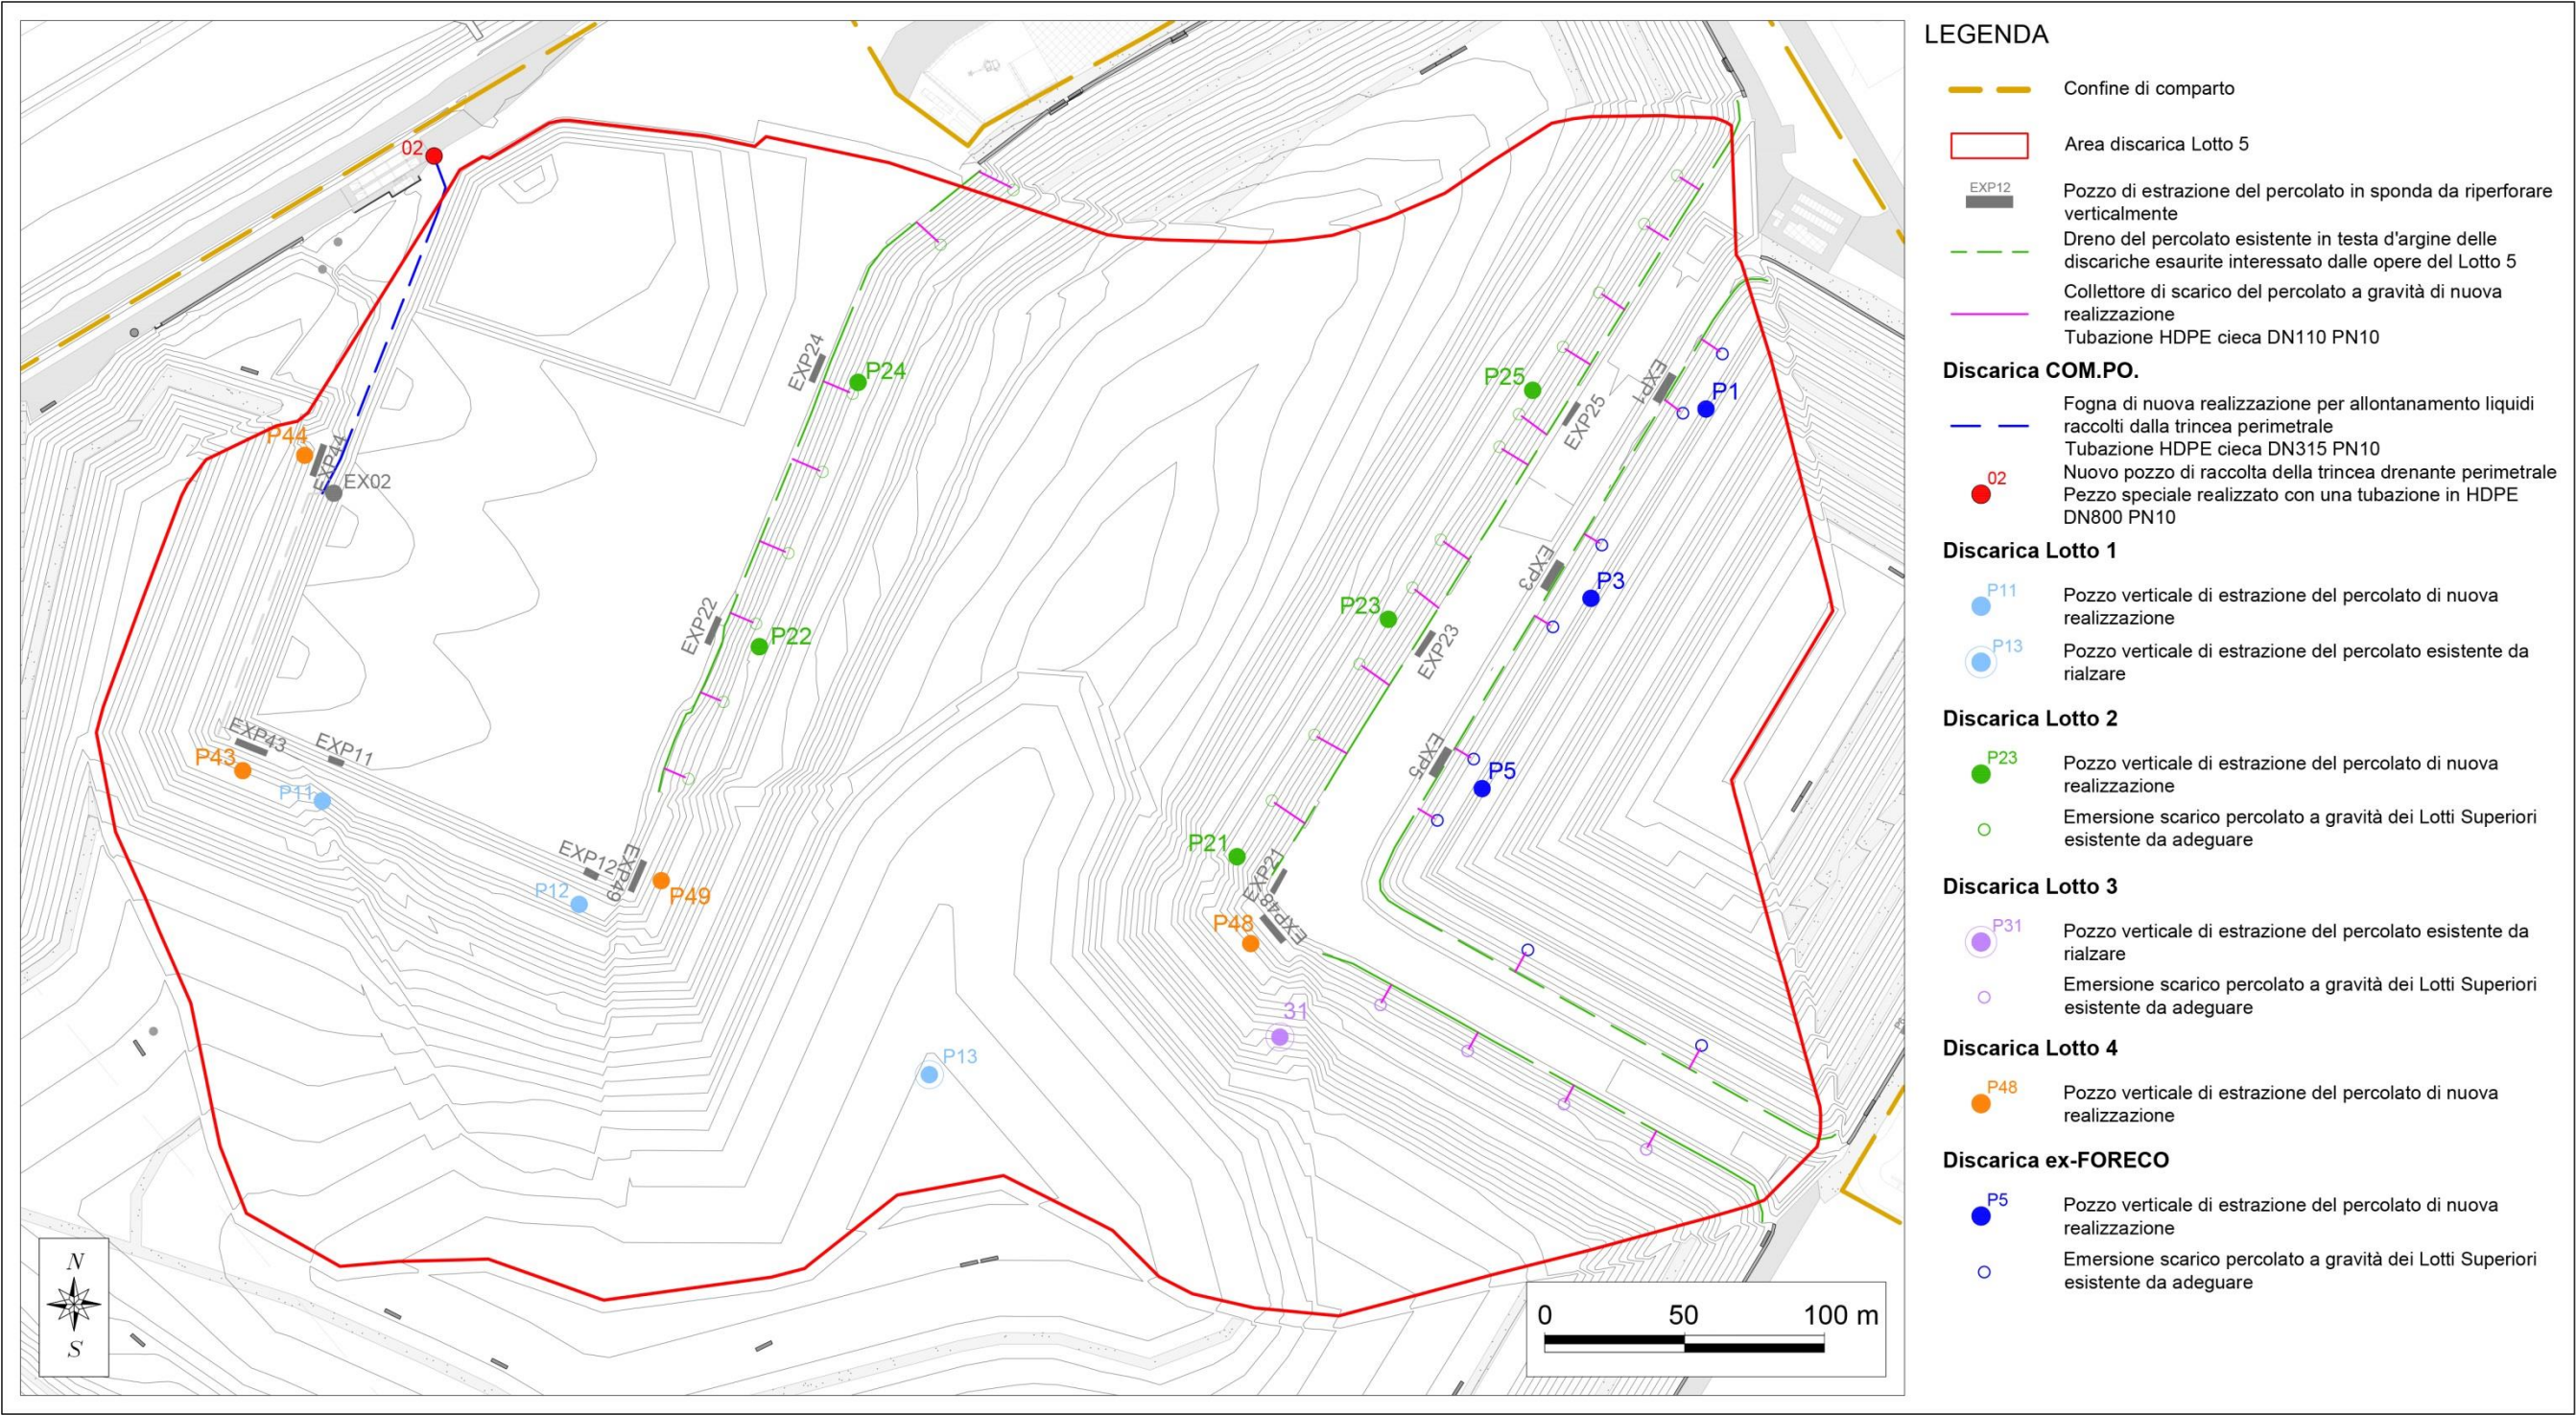 02
EXP24
P24
P25
EXP25
EXP1
P1
P44
EXP44
EX02
EXP3
P3
EXP22
P22
P23
EXP23
EXP43
EXP11
P43
P11
EXP5
P5
P21
EXP21
EXP12
EXP49
P12
P49
P48
EXP48
31
P13
N
S
0 50 100 m
LEGENDA
Confine di comparto
Area discarica Lotto 5
EXP12
Pozzo di estrazione del percolato in sponda da riperforare
verticalmente
Dreno del percolato esistente in testa d'argine delle
discariche esaurite interessato dalle opere del Lotto 5
Collettore di scarico del percolato a gravità di nuova
realizzazione
Tubazione HDPE cieca DN110 PN10
Discarica COM.PO.
Fogna di nuova realizzazione per allontanamento liquidi
raccolti dalla trincea perimetrale
Tubazione HDPE cieca DN315 PN10
02
Nuovo pozzo di raccolta della trincea drenante perimetrale
Pezzo speciale realizzato con una tubazione in HDPE
DN800 PN10
Discarica Lotto 1
P11
Pozzo verticale di estrazione del percolato di nuova
realizzazione
P13
Pozzo verticale di estrazione del percolato esistente da
rialzare
Discarica Lotto 2
P23
Pozzo verticale di estrazione del percolato di nuova
realizzazione
Emersione scarico percolato a gravità dei Lotti Superiori
esistente da adeguare
Discarica Lotto 3
P31
Pozzo verticale di estrazione del percolato esistente da
rialzare
Emersione scarico percolato a gravità dei Lotti Superiori
esistente da adeguare
Discarica Lotto 4
P48
Pozzo verticale di estrazione del percolato di nuova
realizzazione
Discarica ex-FORECO
P5
Pozzo verticale di estrazione del percolato di nuova
realizzazione
Emersione scarico percolato a gravità dei Lotti Superiori
esistente da adeguare